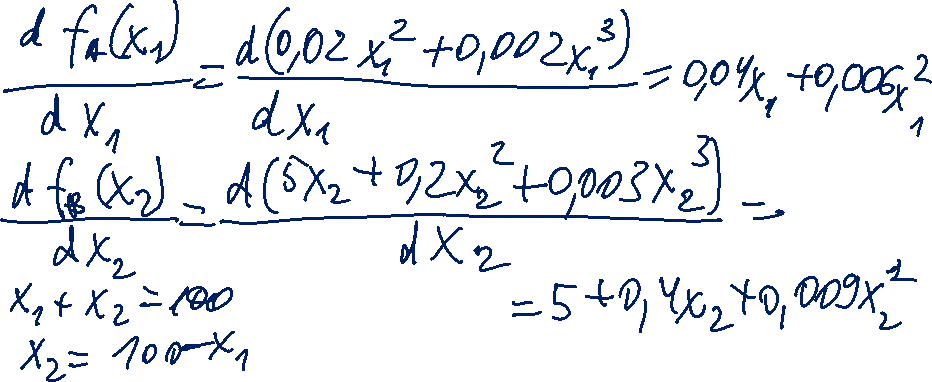 d f_A(x_1)/d x_1 = d(0,02 x_1^2 + 0,002x_1^3)/d x_1 = 0,04x_1 + 0,006x_1^2
d f_B(x_2)/d x_2 = d(5x_2 + 0,2x_2^2 + 0,003x_2^3)/d x_2 =
= 5 + 0,4x_2 + 0,009x_2^2
x_1 + x_2 = 100
x_2 = 100 - x_1